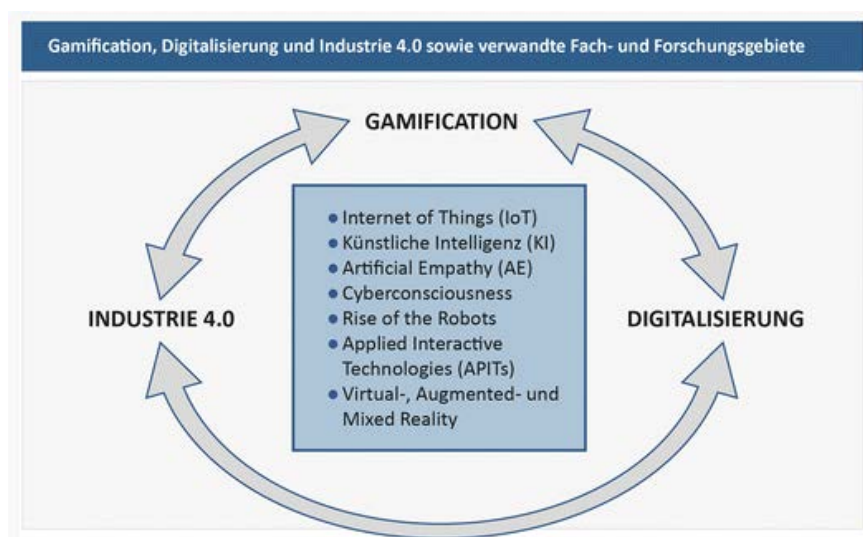 Gamification, Digitalisierung und Industrie 4.0 sowie verwandte Fach- und Forschungsgebiete
GAMIFICATION
● Internet of Things (IoT)
● Künstliche Intelligenz (KI)
● Artificial Empathy (AE)
● Cyberconsciousness
● Rise of the Robots
● Applied Interactive
Technologies (APITs)
● Virtual-, Augmented- und
Mixed Reality
INDUSTRIE 4.0
DIGITALISIERUNG